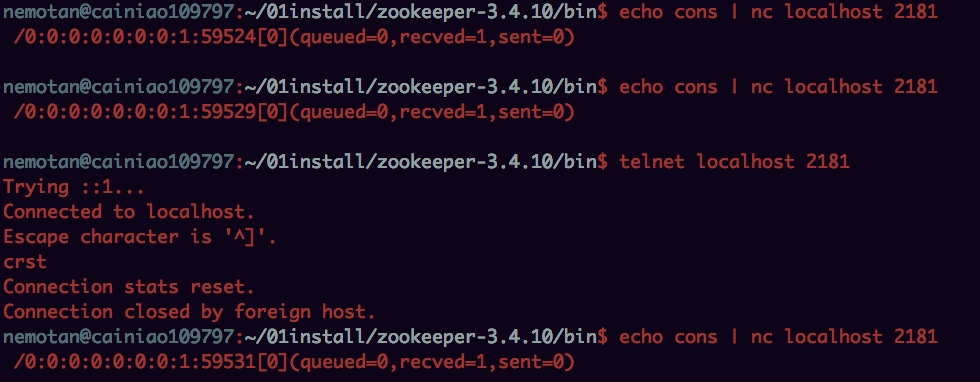 nemotan@cainiao109797:~/01install/zookeeper-3.4.10/bin$ echo cons | nc localhost 2181
/0:0:0:0:0:0:0:1:59524[0](queued=0,recved=1,sent=0)
nemotan@cainiao109797:~/01install/zookeeper-3.4.10/bin$ echo cons | nc localhost 2181
/0:0:0:0:0:0:0:1:59529[0](queued=0,recved=1,sent=0)
nemotan@cainiao109797:~/01install/zookeeper-3.4.10/bin$ telnet localhost 2181
Trying ::1...
Connected to localhost.
Escape character is '^]'.
crst
Connection stats reset.
Connection closed by foreign host.
nemotan@cainiao109797:~/01install/zookeeper-3.4.10/bin$ echo cons | nc localhost 2181
/0:0:0:0:0:0:0:1:59531[0](queued=0,recved=1,sent=0)